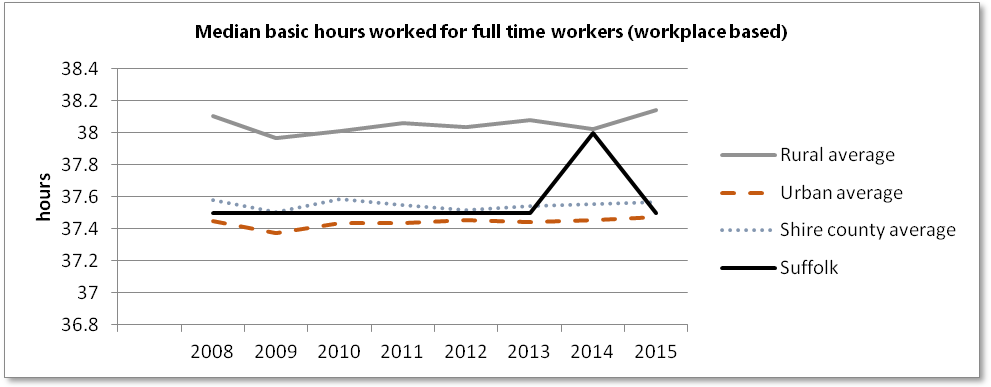 Median basic hours worked for full time workers (workplace based)
38.4
38.2
38
37.8
37.6
37.4
37.2
37
36.8
hours
2008 2009 2010 2011 2012 2013 2014 2015
Rural average
Urban average
Shire county average
Suffolk